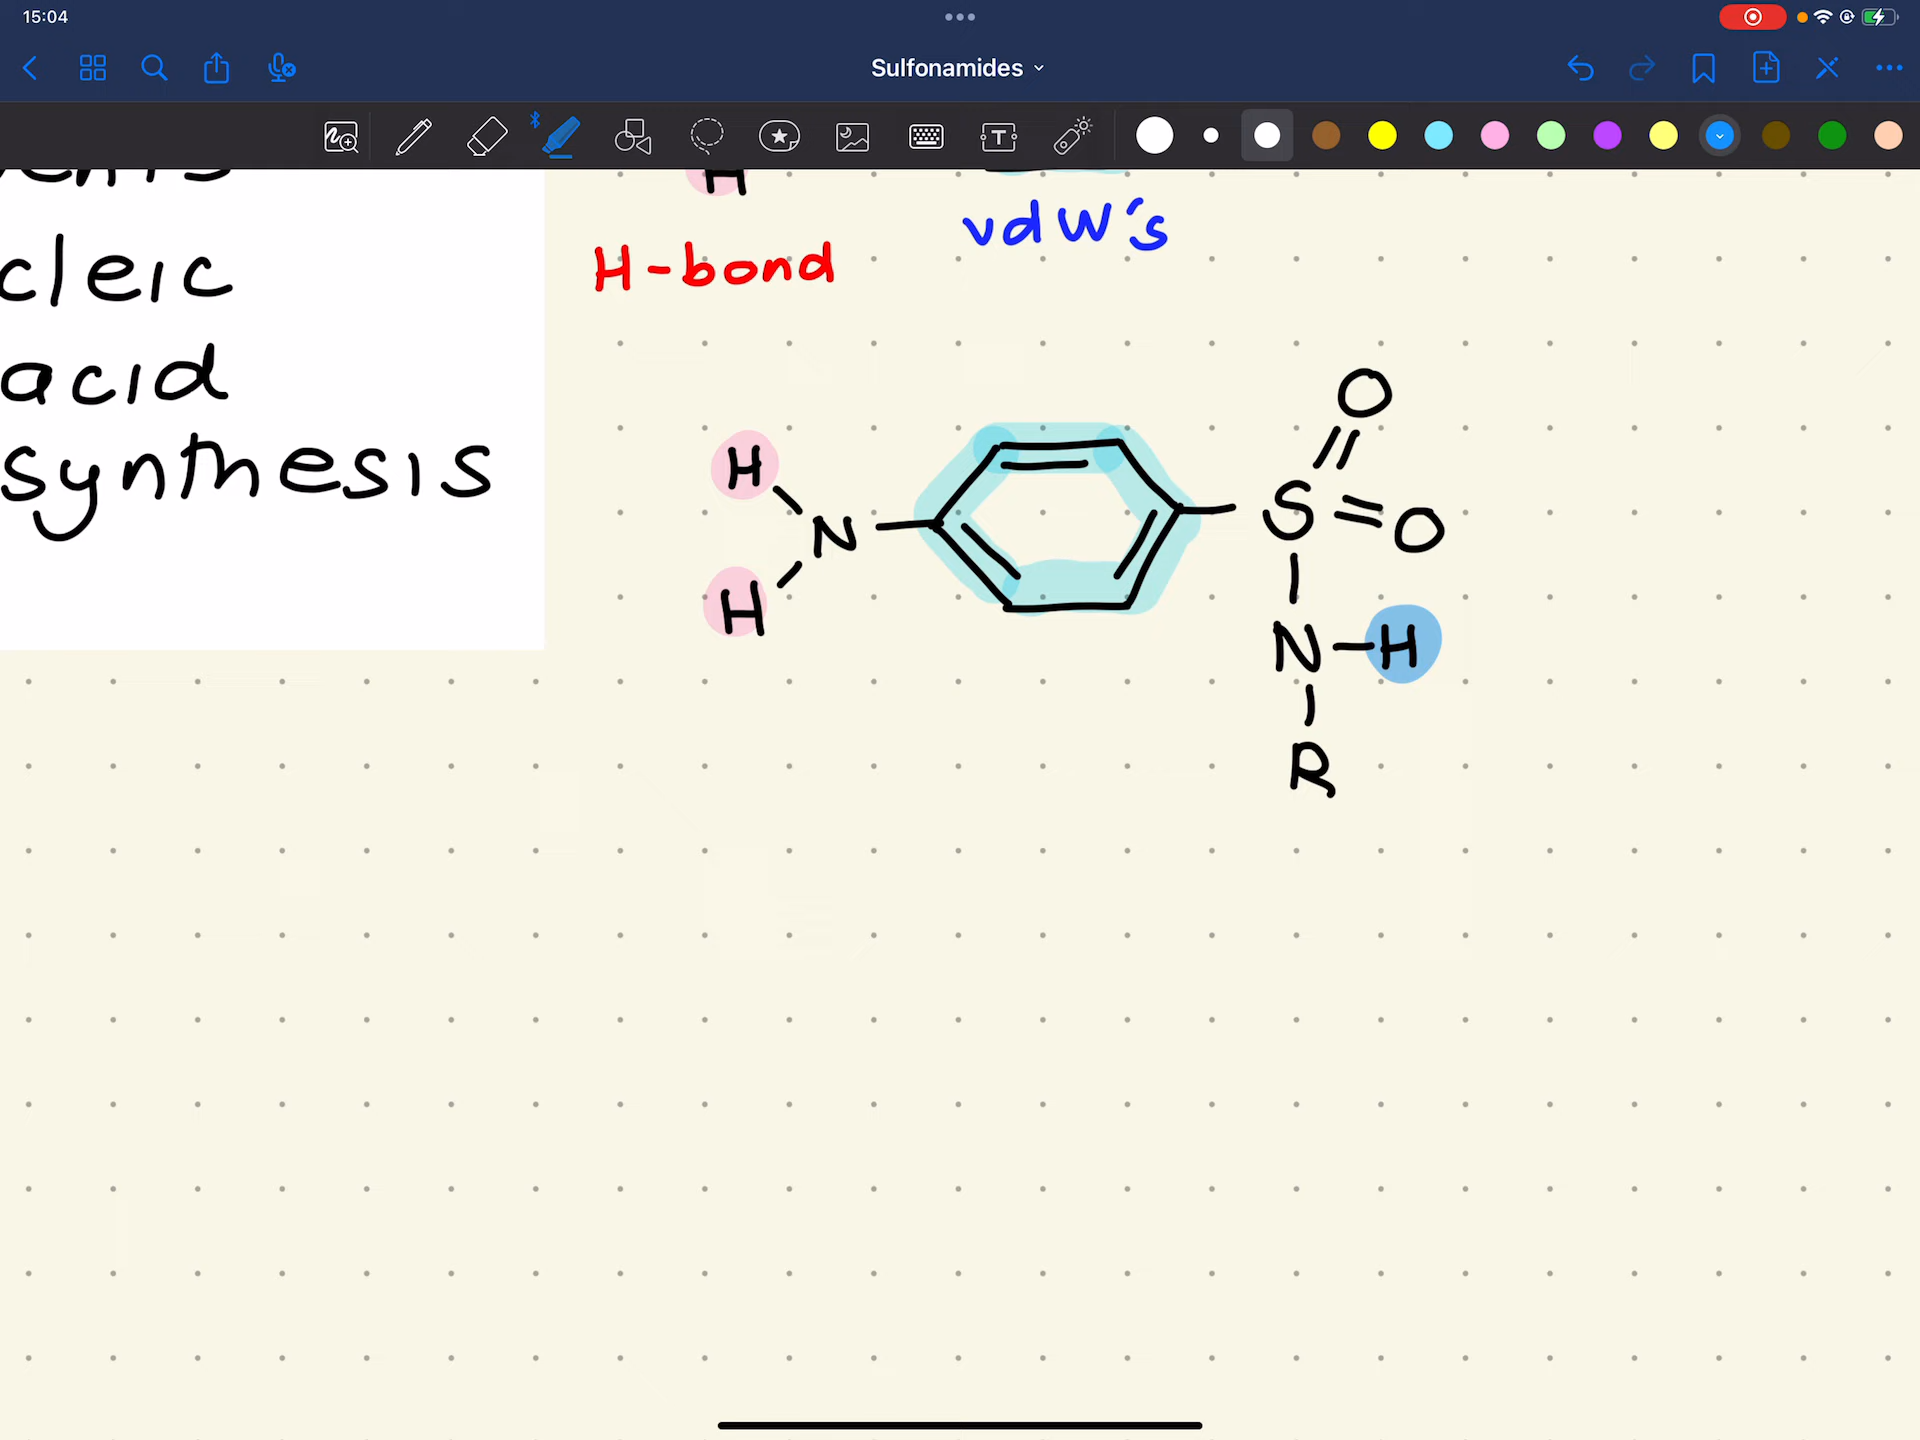 15:04
Sulfonamides
cleic
acid
synthesis
H
H-bond
vdW's
O
H
N
S
O
H
N
H
R